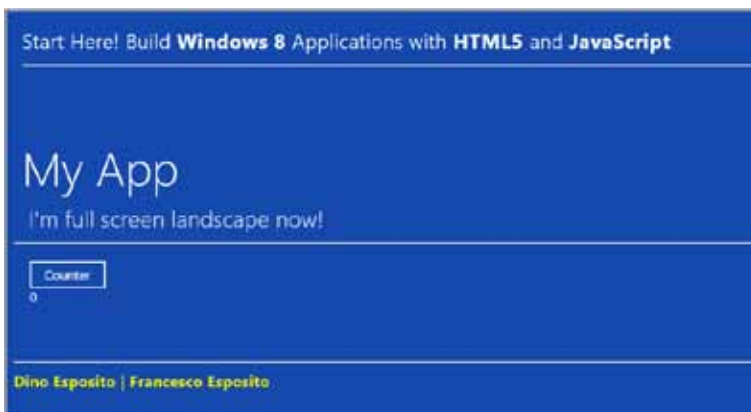 Start Here! Build Windows 8 Applications with HTML5 and JavaScript
My App
I'm full screen landscape now!
Counter
0
Dino Esposito | Francesco Esposito